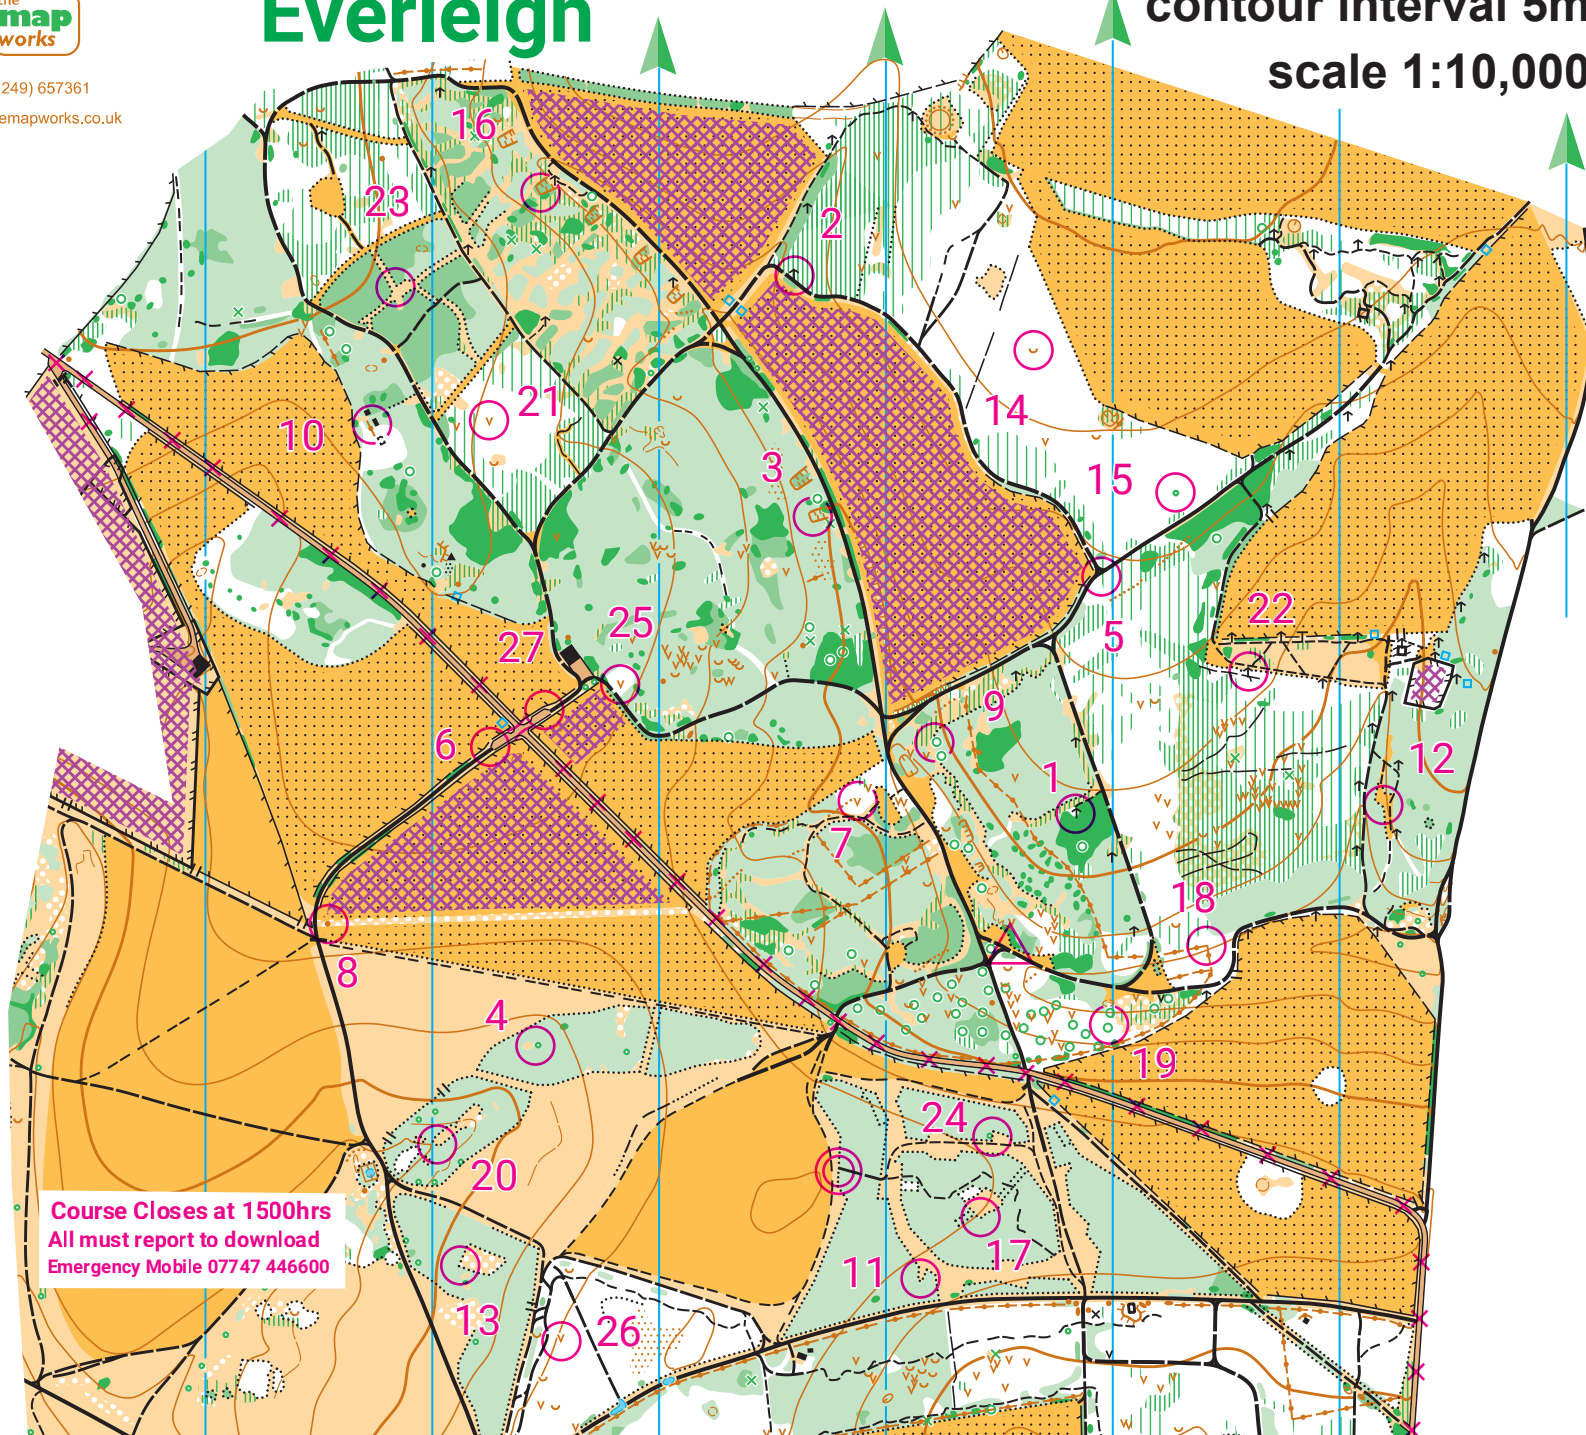 the
map
works
249) 657361
emapworks.co.uk
Everleigh
contour interval 5m
scale 1:10,000
16
23
2
21
10
14
3
15
5
22
25
27
9
6
1
12
7
18
8
4
19
24
20
17
11
13
26
Course Closes at 1500hrs
All must report to download
Emergency Mobile 07747 446600